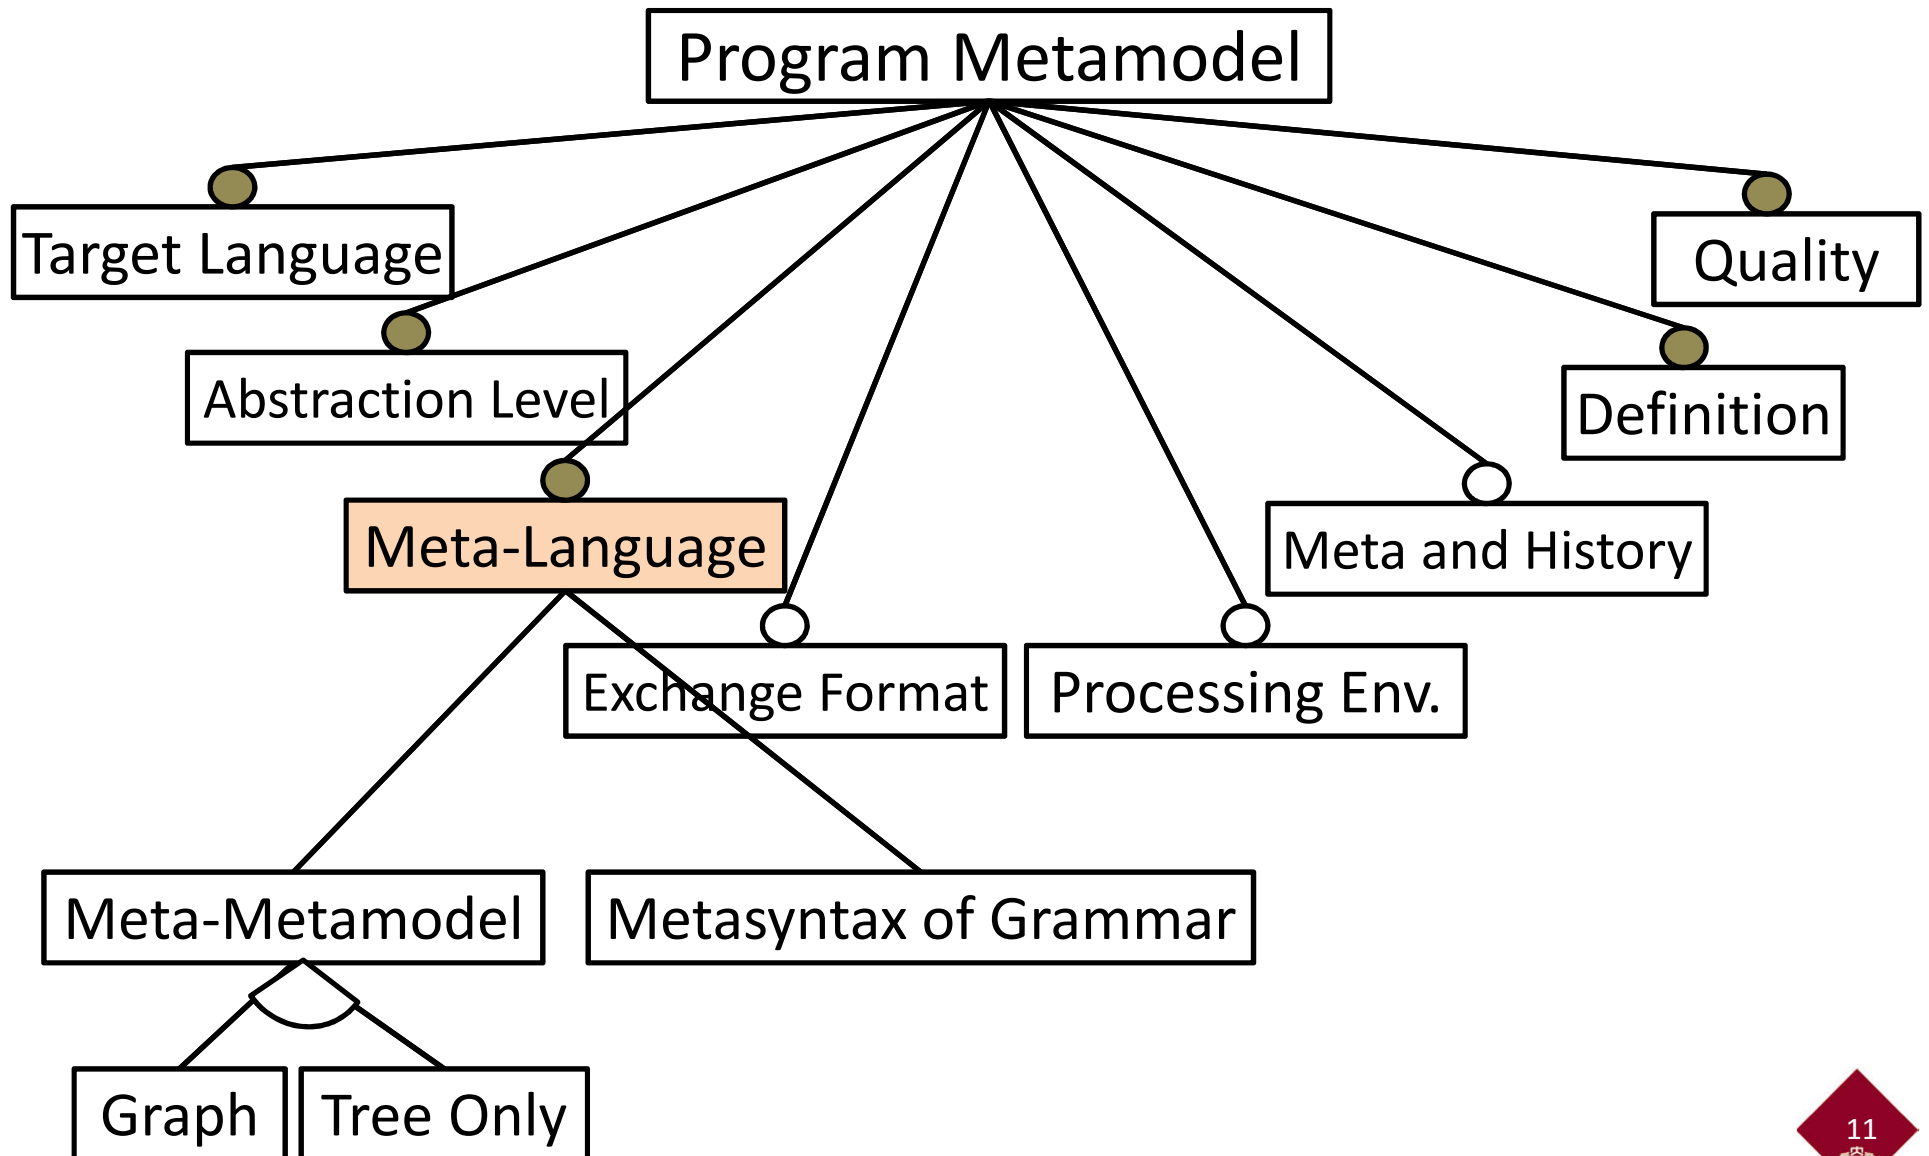 Program Metamodel
Target Language
Quality
Abstraction Level
Definition
Meta-Language
Meta and History
Exchange Format
Processing Env.
Meta-Metamodel
Metasyntax of Grammar
Graph
Tree Only
11